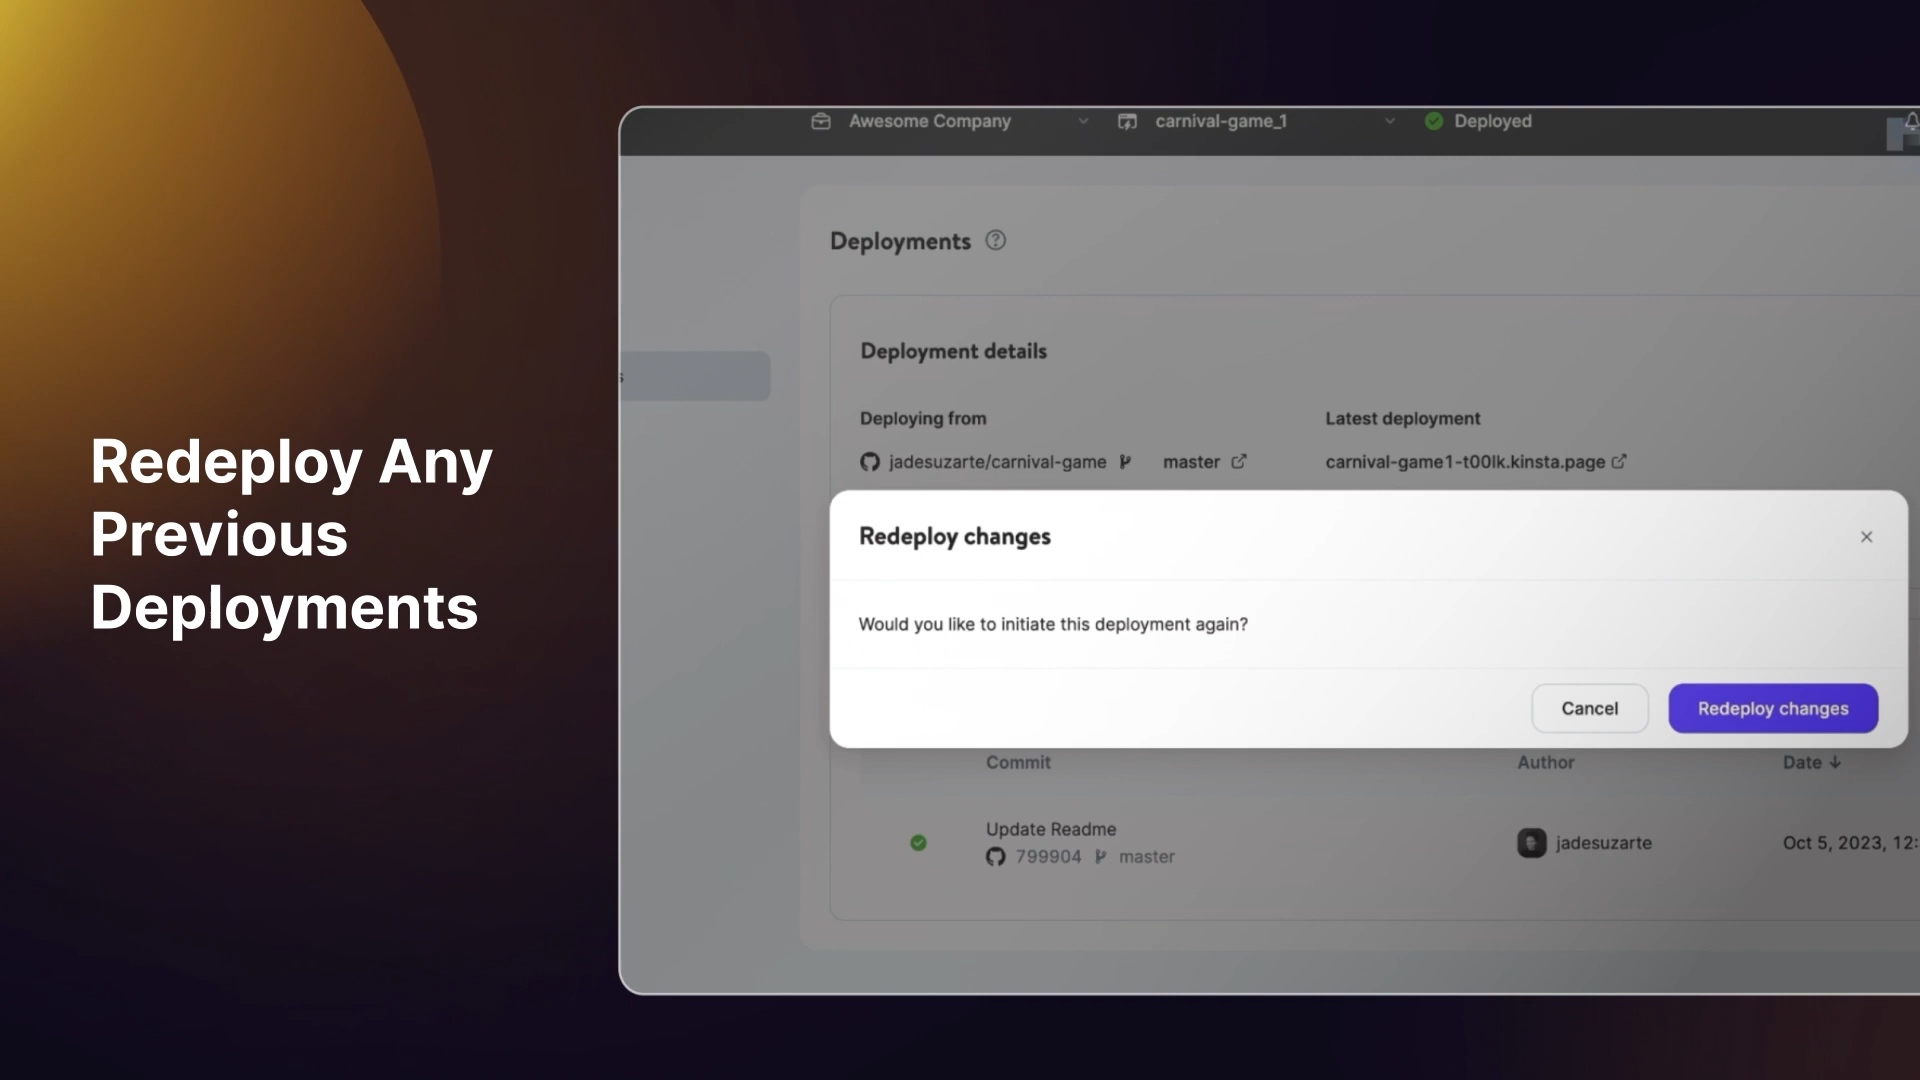 Redeploy Any
Previous
Deployments
Awesome Company
carnival-game_1
Deployed
Deployments
Deployment details
Deploying from
Latest deployment
jadesuzarte/carnival-game master
carnival-game1-t00lk.kinsta.page
Redeploy changes
Would you like to initiate this deployment again?
Cancel
Redeploy changes
Commit
Author
Date
Update Readme
799904 master
jadesuzarte
Oct 5, 2023, 12: